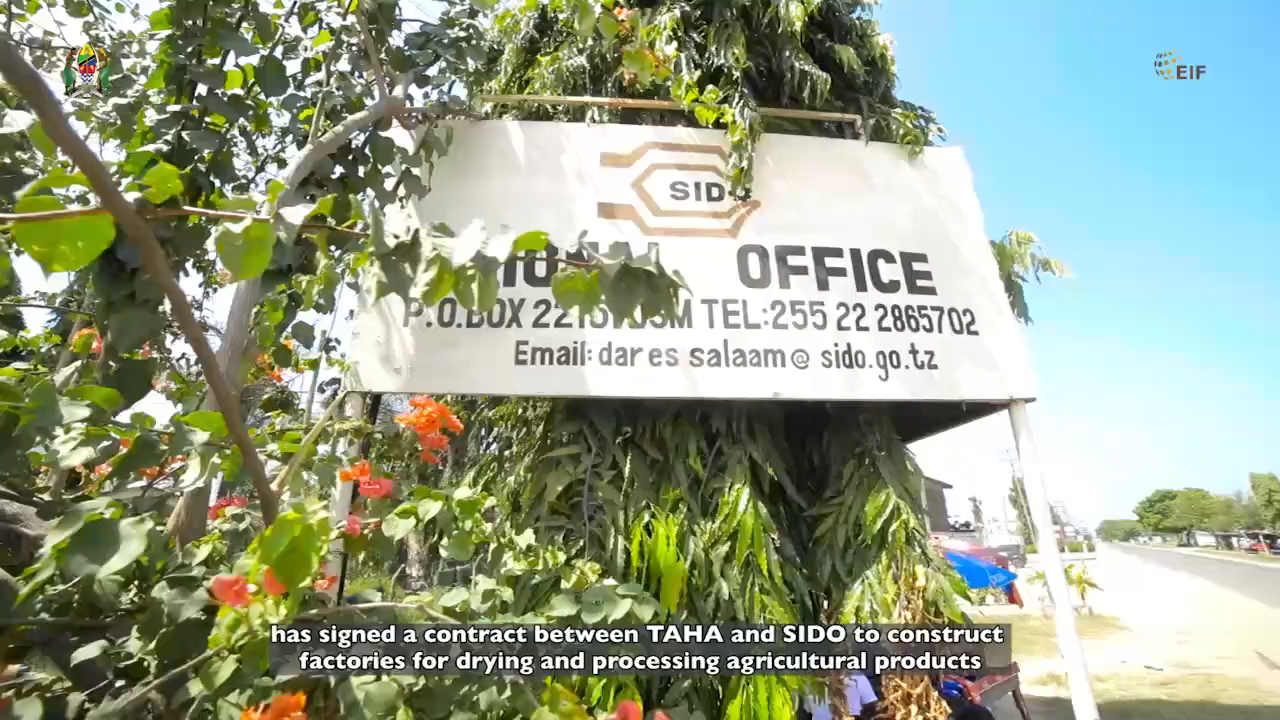 EIF
SIDO
OFFICE
P.O.BOX TEL:255 22 2865702
Email: dar es salaam@ sido.go.tz
has signed a contract between TAHA and SIDO to construct
factories for drying and processing agricultural products